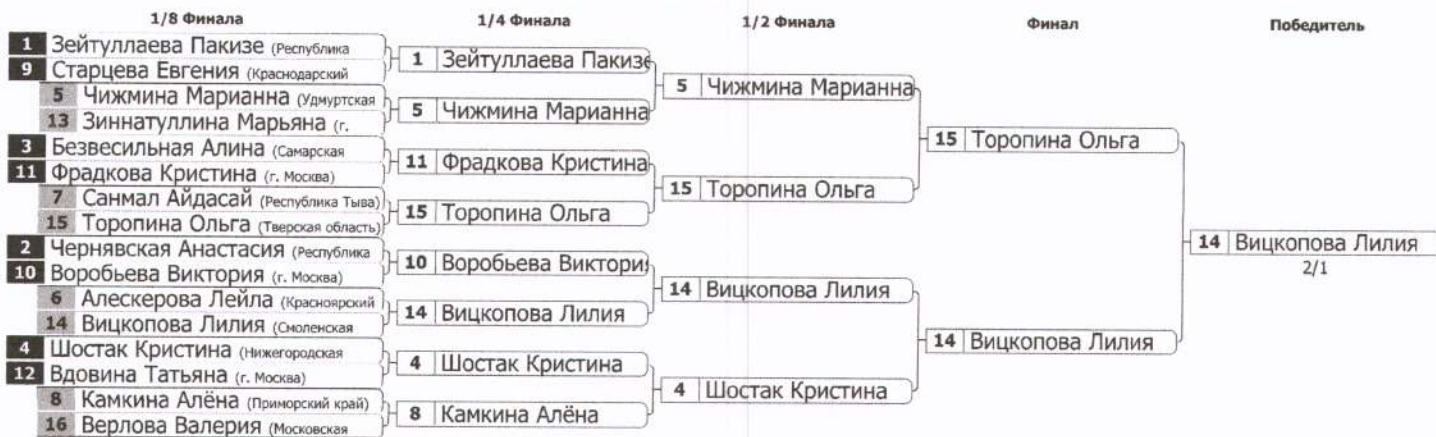 1/8 Финала
1/4 Финала
1/2 Финала
Финал
Победитель
1 Зейтуллаева Пакизе (Республика
9 Старцева Евгения (Краснодарский
5 Чижмина Марианна (Удмуртская
13 Зиннатуллина Марьяна (г.
3 Безвесильная Алина (Самарская
11 Фрадкова Кристина (г. Москва)
7 Санмал Айдасай (Республика Тыва)
15 Торопина Ольга (Тверская область)
2 Чернявская Анастасия (Республика
10 Воробьева Виктория (г. Москва)
6 Алескерова Лейла (Красноярский
14 Вицкопова Лилия (Смоленская
4 Шостак Кристина (Нижегородская
12 Вдовина Татьяна (г. Москва)
8 Камкина Алёна (Приморский край)
16 Верлова Валерия (Московская
1 Зейтуллаева Пакизе
5 Чижмина Марианна
11 Фрадкова Кристина
15 Торопина Ольга
10 Воробьева Виктория
14 Вицкопова Лилия
4 Шостак Кристина
8 Камкина Алёна
5 Чижмина Марианна
15 Торопина Ольга
14 Вицкопова Лилия
4 Шостак Кристина
15 Торопина Ольга
14 Вицкопова Лилия
14 Вицкопова Лилия
2/1